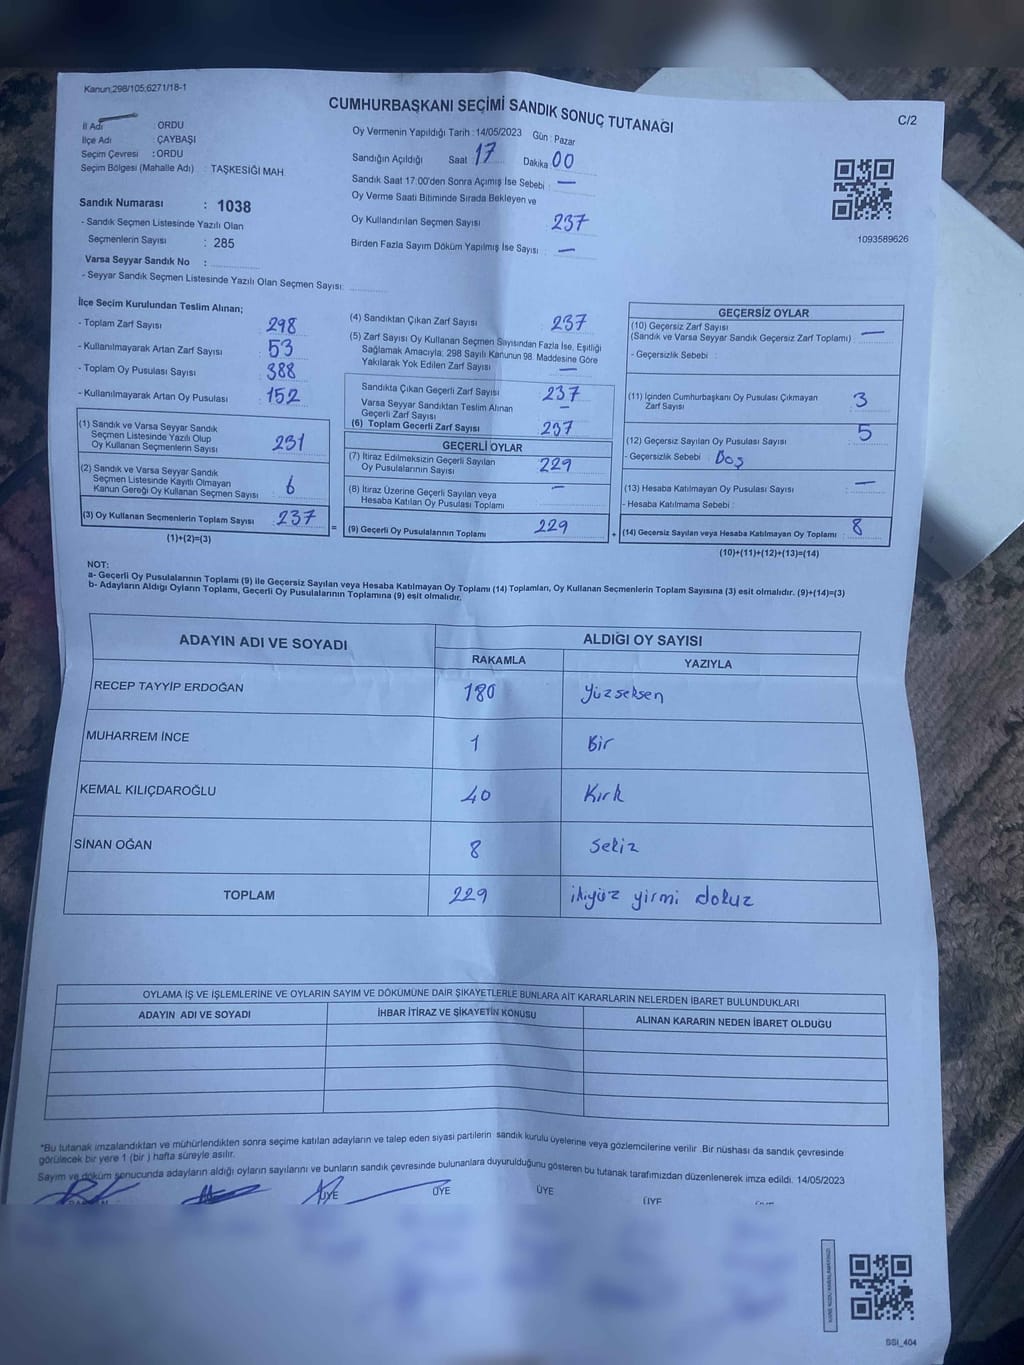 Kanun;298/105;6271/18-1
CUMHURBAŞKANI SEÇİMİ SANDIK SONUÇ TUTANAĞI
C/2
İl Adı : ORDU
İlçe Adı : ÇAYBAŞI
Seçim Çevresi : ORDU
Seçim Bölgesi (Mahalle Adı) : TAŞKESİĞİ MAH
Sandık Numarası : 1038
- Sandık Seçmen Listesinde Yazılı Olan
Seçmenlerin Sayısı : 285
Varsa Seyyar Sandık No :
- Seyyar Sandık Seçmen Listesinde Yazılı Olan Seçmen Sayısı:
Oy Vermenin Yapıldığı Tarih : 14/05/2023 Gün : Pazar
Sandığın Açıldığı Saat 17 Dakika 00
Sandık Saat 17:00'den Sonra Açımış İse Sebebi : —
Oy Verme Saati Bitiminde Sırada Bekleyen ve
Oy Kullandırılan Seçmen Sayısı 237
Birden Fazla Sayım Döküm Yapılmış İse Sayısı : —
1093589626
İlçe Seçim Kurulundan Teslim Alınan;
- Toplam Zarf Sayısı : 298
- Kullanılmayarak Artan Zarf Sayısı : 53
- Toplam Oy Pusulası Sayısı : 388
- Kullanılmayarak Artan Oy Pusulası : 152
(1) Sandık ve Varsa Seyyar Sandık
Seçmen Listesinde Yazılı Olup
Oy Kullanan Seçmenlerin Sayısı 231
(2) Sandık ve Varsa Seyyar Sandık
Seçmen Listesinde Kayıtlı Olmayan
Kanun Gereği Oy Kullanan Seçmen Sayısı 6
(3) Oy Kullanan Seçmenlerin Toplam Sayısı 237
(1)+(2)=(3)
(4) Sandıktan Çıkan Zarf Sayısı 237
(5) Zarf Sayısı Oy Kullanan Seçmen Sayısından Fazla İse, Eşitliği
Sağlamak Amacıyla; 298 Sayılı Kanunun 98. Maddesine Göre
Yakılarak Yok Edilen Zarf Sayısı —
Sandıkta Çıkan Geçerli Zarf Sayısı 237
Varsa Seyyar Sandıktan Teslim Alınan
Geçerli Zarf Sayısı —
(6) Toplam Gecerli Zarf Sayısı 237
GEÇERLİ OYLAR
(7) İtiraz Edilmeksizin Geçerli Sayılan
Oy Pusulalarının Sayısı 229
(8) İtiraz Üzerine Geçerli Sayılan veya
Hesaba Katılan Oy Pusulası Toplamı —
= (9) Geçerli Oy Pusulalarının Toplamı 229
GEÇERSİZ OYLAR
(10) Geçersiz Zarf Sayısı
(Sandık ve Varsa Seyyar Sandık Geçersiz Zarf Toplamı) : —
- Geçersizlik Sebebi :
(11) İçinden Cumhurbaşkanı Oy Pusulası Çıkmayan
Zarf Sayısı 3
(12) Geçersiz Sayılan Oy Pusulası Sayısı 5
- Geçersizlik Sebebi : Boş
(13) Hesaba Katılmayan Oy Pusulası Sayısı : —
- Hesaba Katılmama Sebebi :
+ (14) Gecersiz Sayılan veya Hesaba Katılmayan Oy Toplamı 8
(10)+(11)+(12)+(13)=(14)
NOT:
a- Geçerli Oy Pusulalarının Toplamı (9) ile Geçersiz Sayılan veya Hesaba Katılmayan Oy Toplamı (14) Toplamları, Oy Kullanan Seçmenlerin Toplam Sayısına (3) eşit olmalıdır. (9)+(14)=(3)
b- Adayların Aldığı Oyların Toplamı, Geçerli Oy Pusulalarının Toplamına (9) eşit olmalıdır.
ADAYIN ADI VE SOYADI ALDIĞI OY SAYISI
RAKAMLA YAZIYLA
RECEP TAYYİP ERDOĞAN 180 Yüzseksen
MUHARREM İNCE 1 Bir
KEMAL KILIÇDAROĞLU 40 Kırk
SİNAN OĞAN 8 Sekiz
TOPLAM 229 ikiyüz yirmi dokuz
OYLAMA İŞ VE İŞLEMLERİNE VE OYLARIN SAYIM VE DÖKÜMÜNE DAİR ŞİKAYETLERLE BUNLARA AİT KARARLARIN NELERDEN İBARET BULUNDUKLARI
ADAYIN ADI VE SOYADI İHBAR İTİRAZ VE ŞİKAYETİN KONUSU ALINAN KARARIN NEDEN İBARET OLDUĞU
*Bu tutanak imzalandıktan ve mühürlendikten sonra seçime katılan adayların ve talep eden siyasi partilerin sandık kurulu üyelerine veya gözlemcilerine verilir. Bir nüshası da sandık çevresinde
görülecek bir yere 1 (bir ) hafta süreyle asılır.
Sayım ve döküm sonucunda adayların aldığı oyların sayılarını ve bunların sandık çevresinde bulunanlara duyurulduğunu gösteren bu tutanak tarafımızdan düzenlenerek imza edildi. 14/05/2023
ÜYE ÜYE ÜYE ÜYE
SSI_404